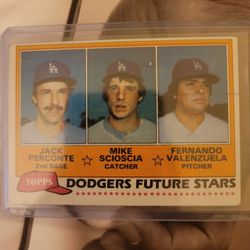 LA
LA
LA
JACK PERCONTE
2nd BASE
MIKE SCIOSCIA
CATCHER
FERNANDO VALENZUELA
PITCHER
TOPPS
DODGERS FUTURE STARS